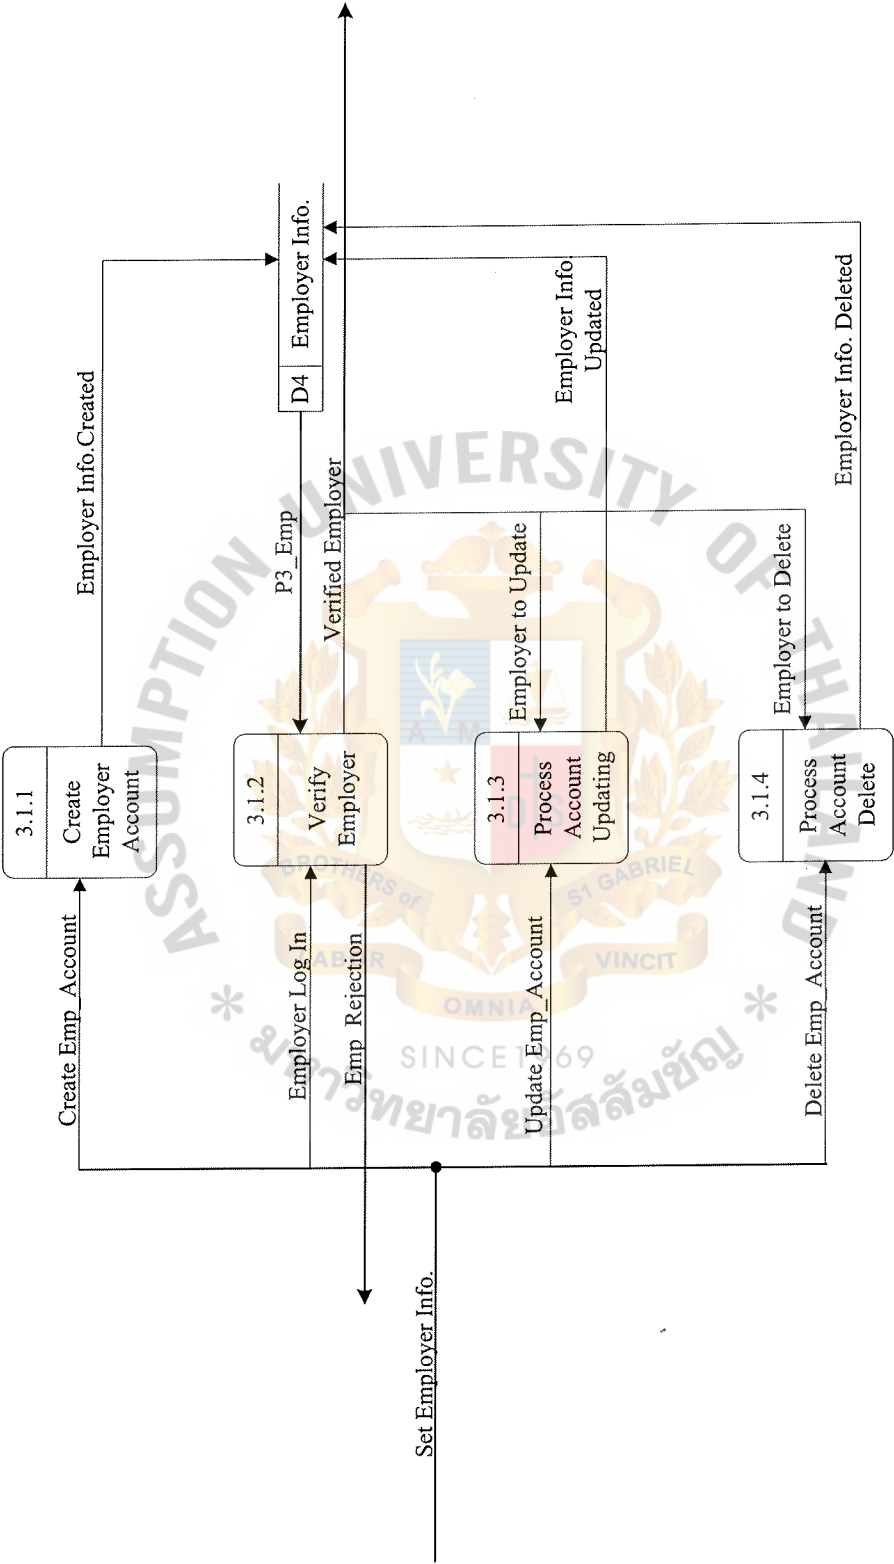 Set Employer Info.
Create Emp_Account
3.1.1
Create
Employer
Account
Employer Info.Created
Employer Log In
Emp_Rejection
3.1.2
Verify
Employer
P3_Emp
Verified Employer
D4
Employer Info.
Update Emp_Account
3.1.3
Process
Account
Updating
Employer to Update
Employer Info.
Updated
Delete Emp_Account
3.1.4
Process
Account
Delete
Employer to Delete
Employer Info. Deleted
ASSUMPTION UNIVERSITY OF THAILAND
A M
D S
BROTHERS of
ST GABRIEL
LABOR
OMNIA
VINCIT
SINCE 1969
มหาวิทยาลัยอัสสัมชัญ